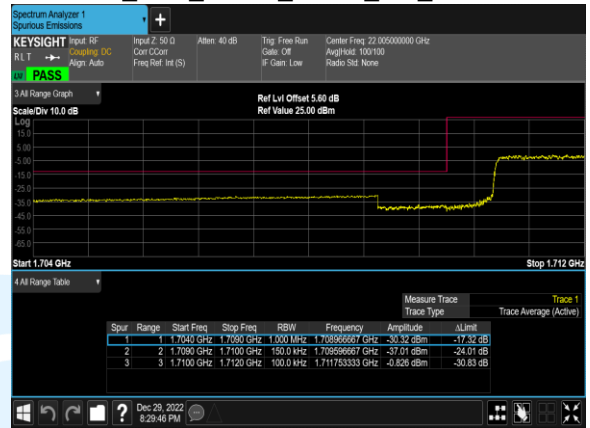 Spectrum Analyzer 1
Spurious Emissions
KEYSIGHT Input: RF Input Z: 50 Ω Atten: 40 dB Trig: Free Run Center Freq: 22.005000000 GHz
RLT Coupling: DC Corr CCorr Gate: Off Avg|Hold: 100/100
Align: Auto Freq Ref: Int (S) IF Gain: Low Radio Std: None
PASS
3 All Range Graph
Ref Lvl Offset 5.60 dB
Scale/Div 10.0 dB Ref Value 25.00 dBm
Log
15.0
5.00
-5.00
-15.0
-25.0
-35.0
-45.0
-55.0
-65.0
Start 1.704 GHz Stop 1.712 GHz
4 All Range Table
Measure Trace Trace 1
Trace Type Trace Average (Active)
Spur Range Start Freq Stop Freq RBW Frequency Amplitude ΔLimit
1 1 1.7040 GHz 1.7090 GHz 1.000 MHz 1.708966667 GHz -30.32 dBm -17.32 dB
2 2 1.7090 GHz 1.7100 GHz 150.0 kHz 1.709596667 GHz -37.01 dBm -24.01 dB
3 3 1.7100 GHz 1.7120 GHz 100.0 kHz 1.711753333 GHz -0.826 dBm -30.83 dB
? Dec 29, 2022
8:29:46 PM